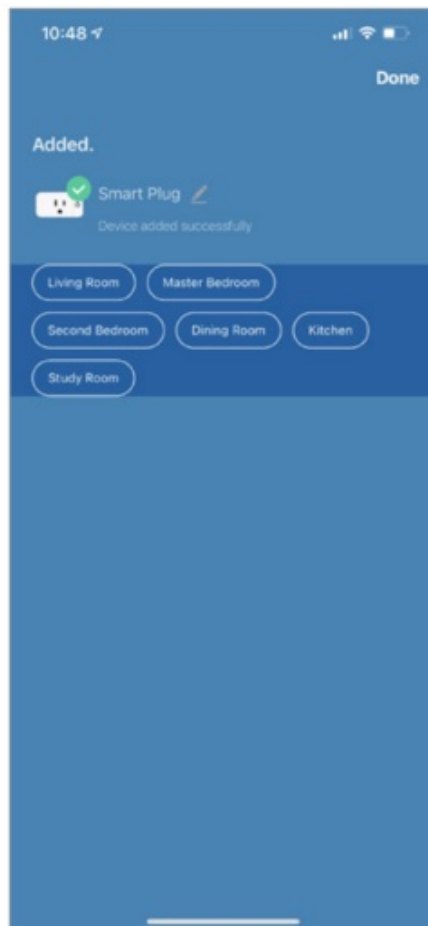 10:48
Done
Added.
Smart Plug
Device added successfully
Living Room Master Bedroom
Second Bedroom Dining Room Kitchen
Study Room